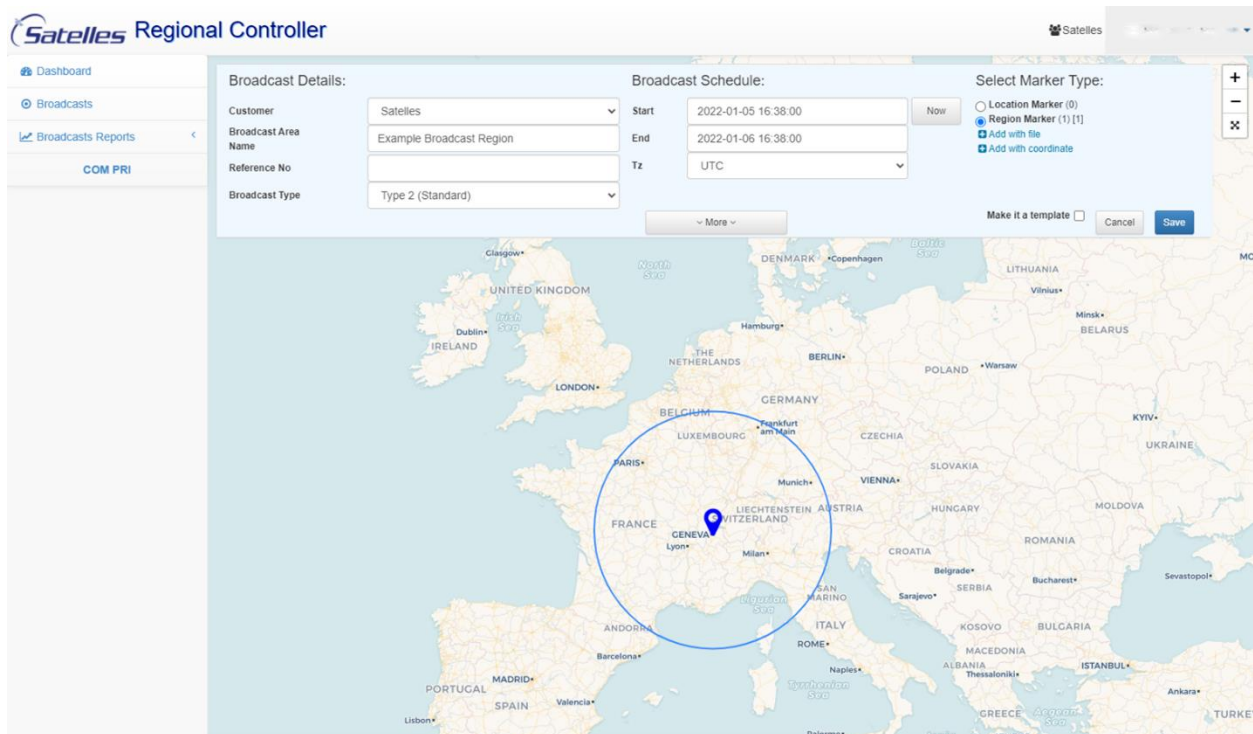 Satelles Regional Controller
Satelles
Dashboard
Broadcasts
Broadcasts Reports
COM PRI
Broadcast Details:
Customer
Satelles
Broadcast Area
Name
Example Broadcast Region
Reference No
Broadcast Type
Type 2 (Standard)
Broadcast Schedule:
Start
2022-01-05 16:38:00
Now
End
2022-01-06 16:38:00
Tz
UTC
~ More ~
Select Marker Type:
Location Marker (0)
Region Marker (1) [1]
Add with file
Add with coordinate
Make it a template
Cancel
Save
+
−
Glasgow
North
Sea
DENMARK
Copenhagen
Baltic
Sea
LITHUANIA
MO
UNITED KINGDOM
Vilnius
Irish
Sea
Dublin
IRELAND
Hamburg
Minsk
BELARUS
THE
NETHERLANDS
BERLIN
POLAND
Warsaw
LONDON
GERMANY
BELGIUM
Frankfurt
am Main
KYIV
LUXEMBOURG
CZECHIA
UKRAINE
PARIS
SLOVAKIA
Munich
VIENNA
LIECHTENSTEIN
AUSTRIA
HUNGARY
MOLDOVA
FRANCE
SWITZERLAND
GENEVA
Lyon
Milan
CROATIA
ROMANIA
Belgrade
SERBIA
Bucharest
Sevastopol
SAN
MARINO
Sarajevo
Ligurian
Sea
ANDORRA
ITALY
KOSOVO
BULGARIA
ROME
MACEDONIA
Barcelona
ALBANIA
Thessaloniki
ISTANBUL
Naples
MADRID
Tyrrhenian
Sea
Ankara
PORTUGAL
SPAIN
Valencia
GREECE
Aegean
Sea
TURKE
Lisbon
Palermo